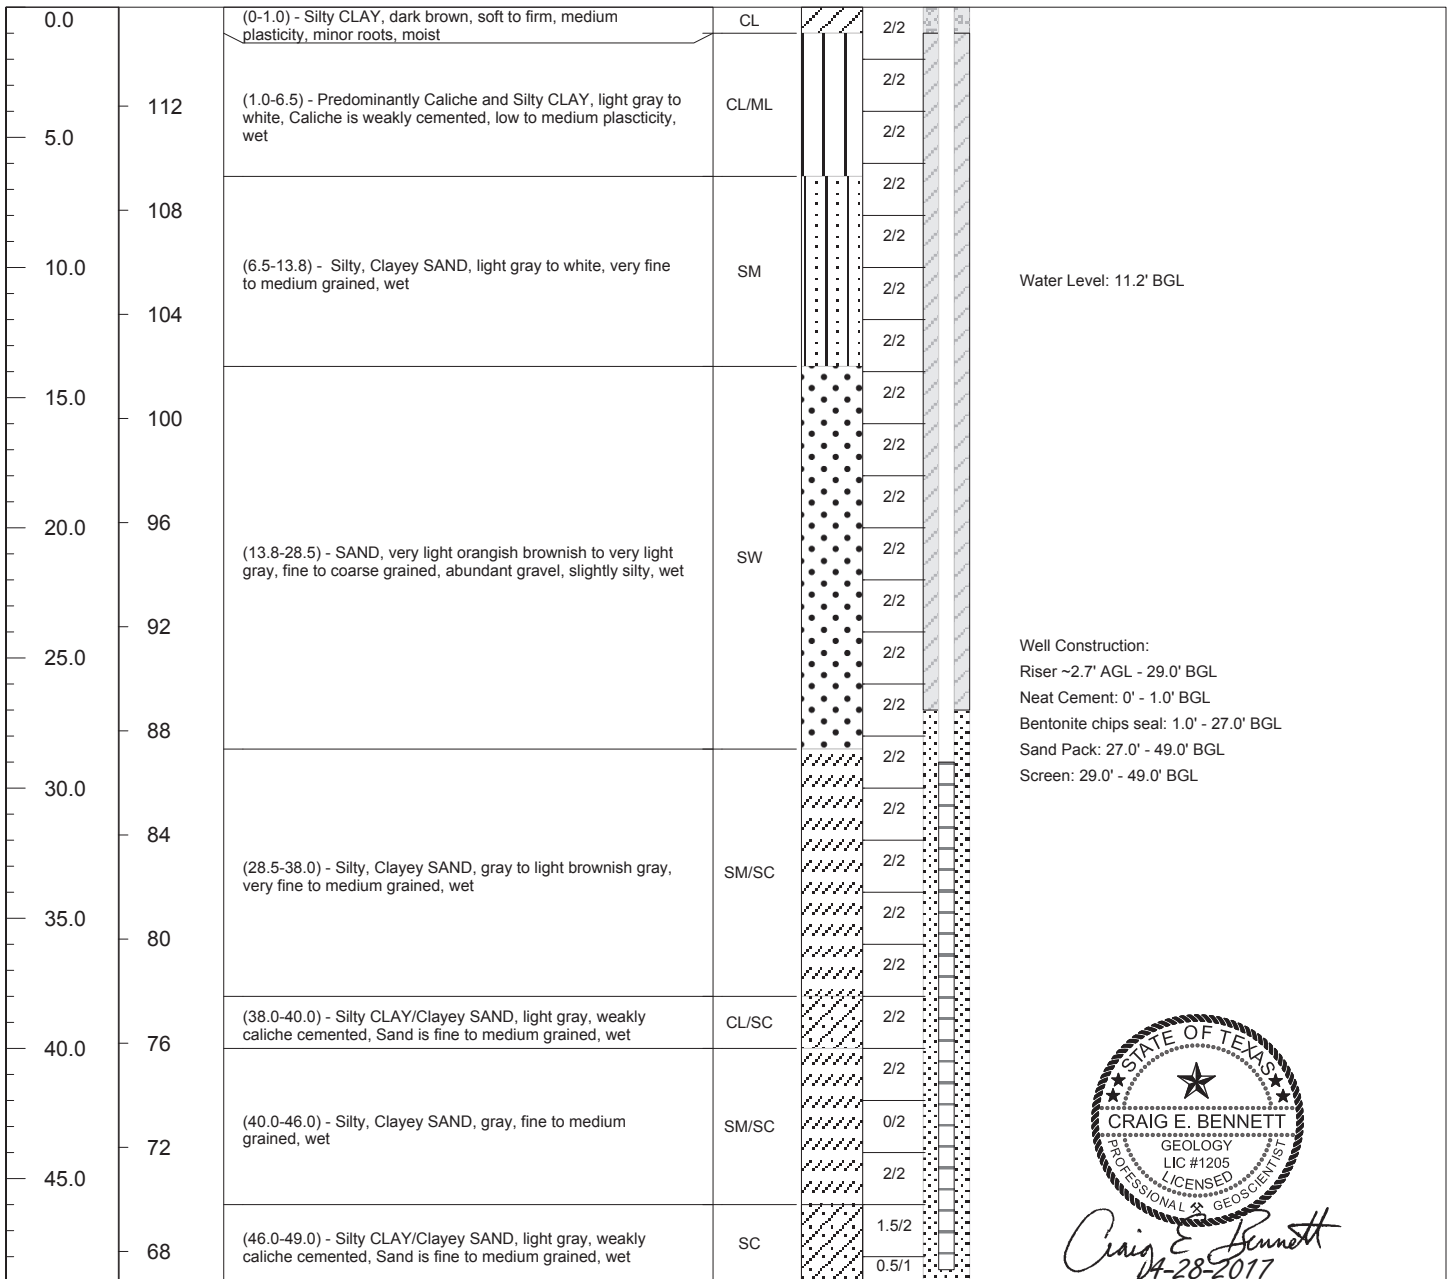 0.0
(0-1.0) - Silty CLAY, dark brown, soft to firm, medium
plasticity, minor roots, moist
CL
2/2
2/2
112
(1.0-6.5) - Predominantly Caliche and Silty CLAY, light gray to
white, Caliche is weakly cemented, low to medium plascticity,
wet
CL/ML
5.0
2/2
2/2
108
2/2
10.0
(6.5-13.8) - Silty, Clayey SAND, light gray to white, very fine
to medium grained, wet
SM
2/2
Water Level: 11.2' BGL
104
2/2
15.0
2/2
100
2/2
2/2
20.0
96
2/2
(13.8-28.5) - SAND, very light orangish brownish to very light
gray, fine to coarse grained, abundant gravel, slightly silty, wet
SW
2/2
92
25.0
2/2
Well Construction:
Riser ~2.7' AGL - 29.0' BGL
Neat Cement: 0' - 1.0' BGL
Bentonite chips seal: 1.0' - 27.0' BGL
Sand Pack: 27.0' - 49.0' BGL
Screen: 29.0' - 49.0' BGL
2/2
88
2/2
30.0
2/2
84
2/2
(28.5-38.0) - Silty, Clayey SAND, gray to light brownish gray,
very fine to medium grained, wet
SM/SC
35.0
2/2
80
2/2
(38.0-40.0) - Silty CLAY/Clayey SAND, light gray, weakly
caliche cemented, Sand is fine to medium grained, wet
CL/SC
2/2
40.0
76
2/2
(40.0-46.0) - Silty, Clayey SAND, gray, fine to medium
grained, wet
SM/SC
0/2
72
45.0
2/2
(46.0-49.0) - Silty CLAY/Clayey SAND, light gray, weakly
caliche cemented, Sand is fine to medium grained, wet
SC
1.5/2
68
0.5/1
STATE OF TEXAS
CRAIG E. BENNETT
GEOLOGY
LIC #1205
LICENSED
PROFESSIONAL GEOSCIENTIST
Craig E Bennett
04-28-2017